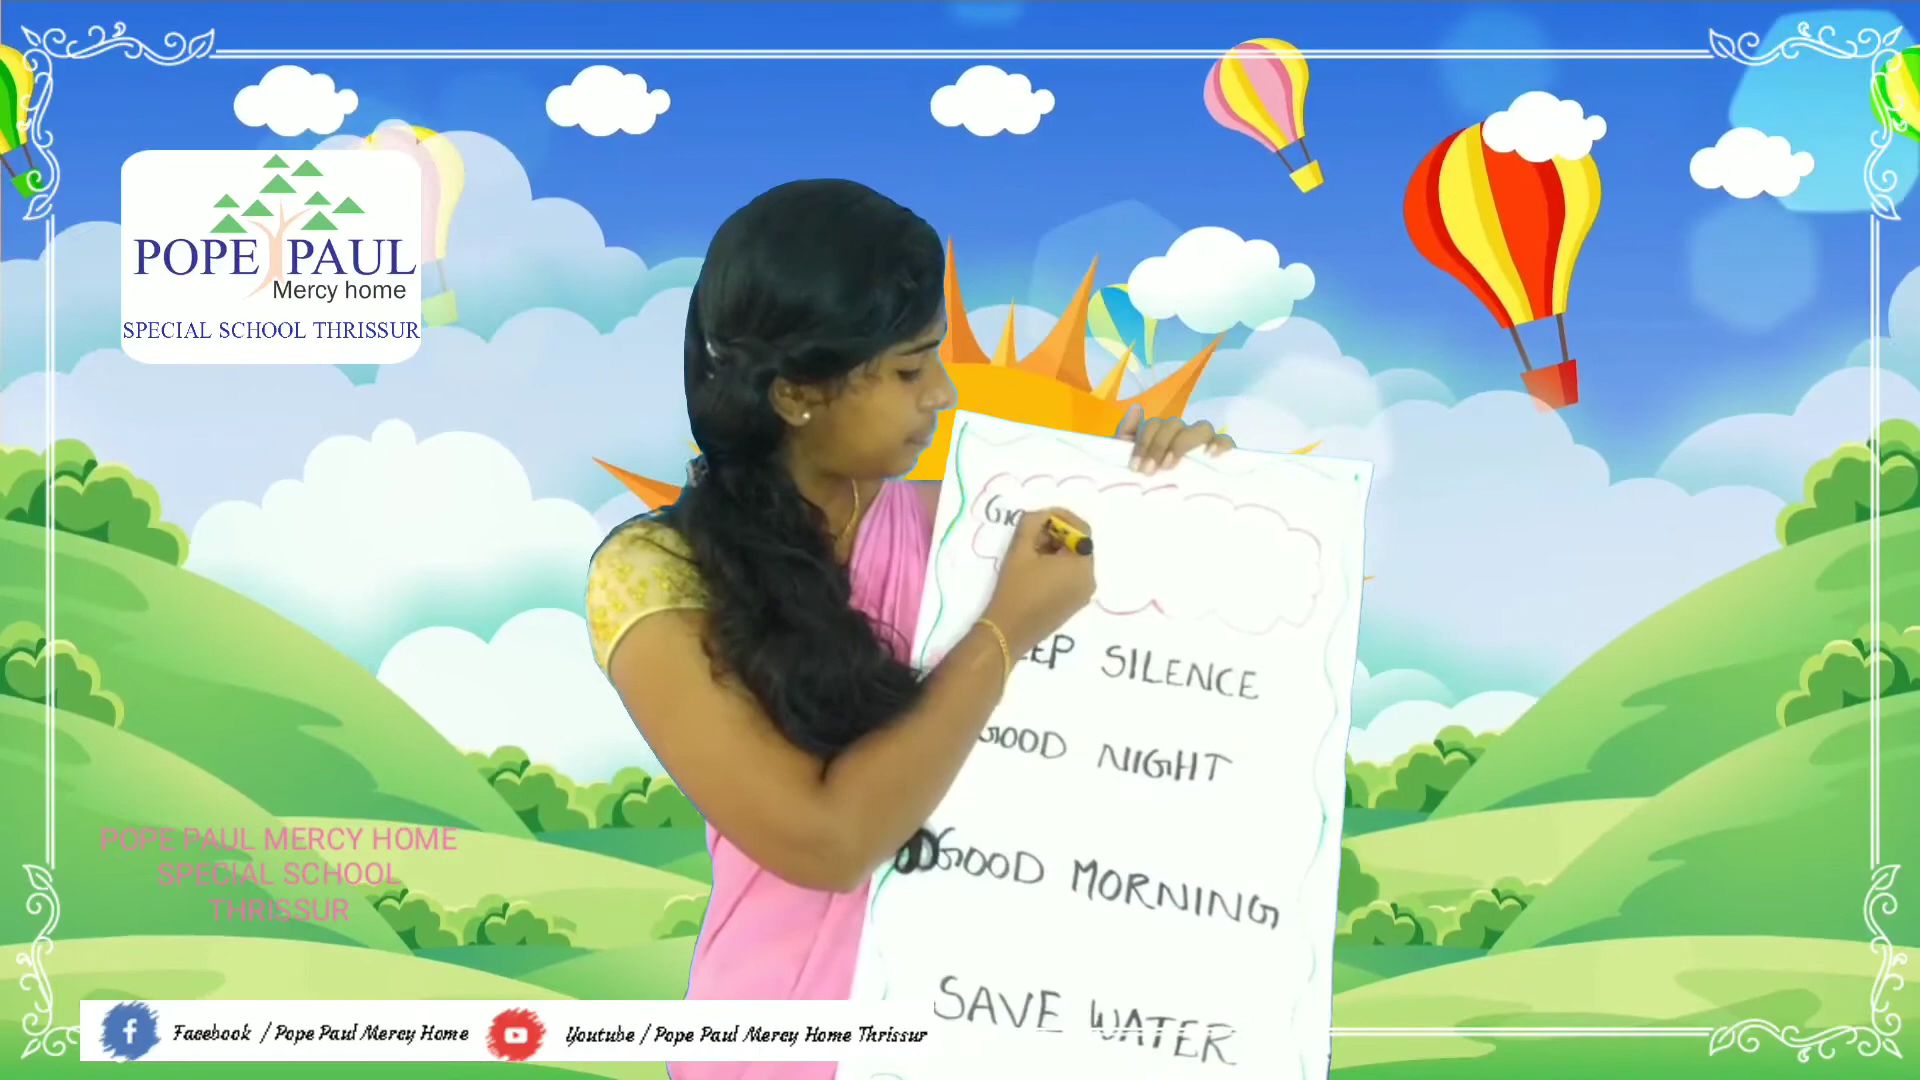 POPE PAUL
Mercy home
SPECIAL SCHOOL THRISSUR
SILENCE
GOOD NIGHT
GOOD MORNING
SAVE WATER
POPE PAUL MERCY HOME
SPECIAL SCHOOL
THRISSUR
Facebook / Pope Paul Mercy Home
Youtube / Pope Paul Mercy Home Thrissur